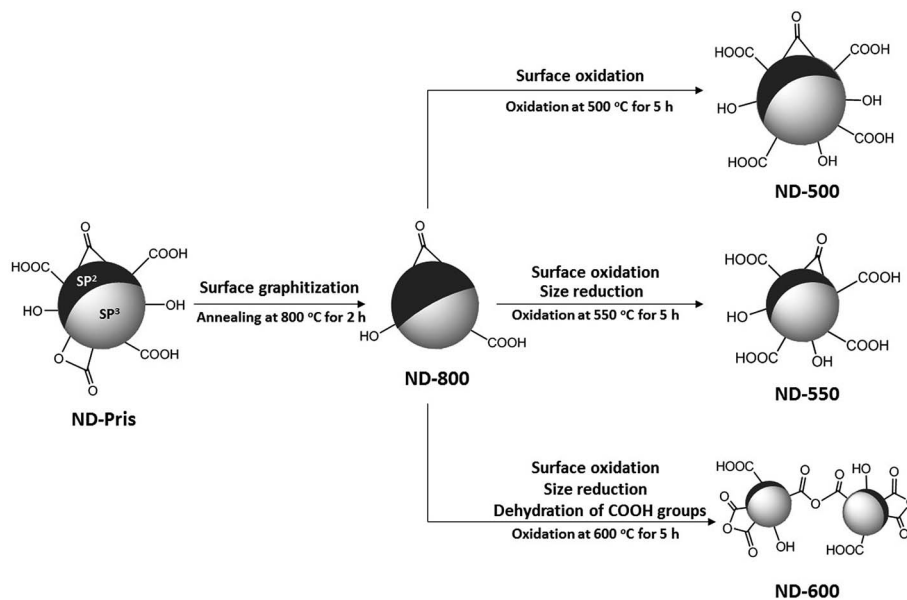 O
HOOC
COOH
SP²
HO
SP³
OH
O
O
COOH
ND-Pris
Surface graphitization
Annealing at 800 °C for 2 h
O
HO
COOH
ND-800
Surface oxidation
Oxidation at 500 °C for 5 h
O
HOOC
COOH
HO
OH
HOOC
COOH
OH
ND-500
Surface oxidation
Size reduction
Oxidation at 550 °C for 5 h
O
HOOC
COOH
HO
HOOC
COOH
OH
ND-550
Surface oxidation
Size reduction
Dehydration of COOH groups
Oxidation at 600 °C for 5 h
HOOC
O
O
HO
O
O
O
O
O
O
OH
HOOC
O
ND-600